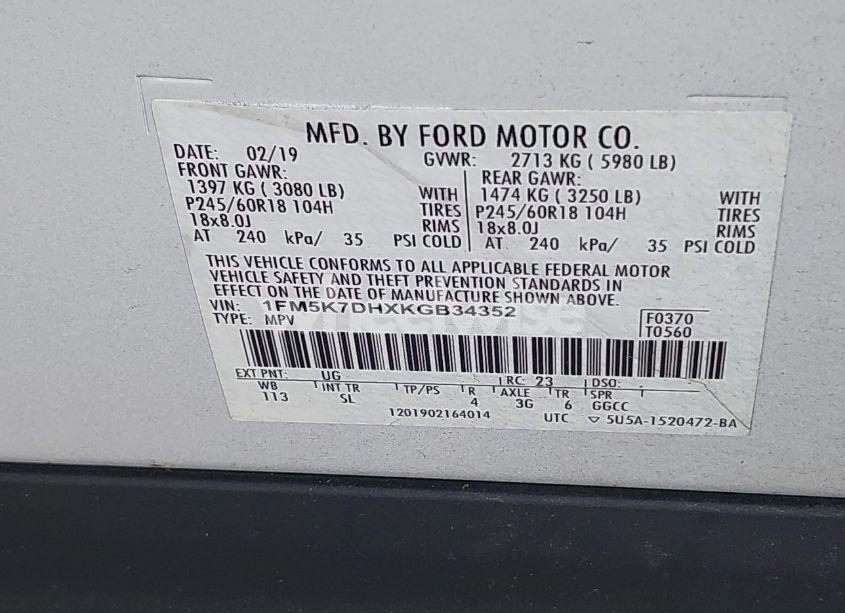 MFD. BY FORD MOTOR CO.
DATE: 02/19 GVWR: 2713 KG ( 5980 LB)
FRONT GAWR: REAR GAWR:
1397 KG ( 3080 LB) WITH 1474 KG ( 3250 LB) WITH
P245/60R18 104H TIRES P245/60R18 104H TIRES
18x8.0J RIMS 18x8.0J RIMS
AT 240 kPa/ 35 PSI COLD AT 240 kPa/ 35 PSI COLD
THIS VEHICLE CONFORMS TO ALL APPLICABLE FEDERAL MOTOR
VEHICLE SAFETY AND THEFT PREVENTION STANDARDS IN
EFFECT ON THE DATE OF MANUFACTURE SHOWN ABOVE.
VIN: 1FM5K7DHXKGB34352 F0370
TYPE: MPV T0560
EXT PNT: UG RC: 23 DSO:
WB INT TR TP/PS R AXLE TR SPR
113 SL 4 3G 6 GGCC
1201902164014 UTC ▽ 5U5A-1520472-BA